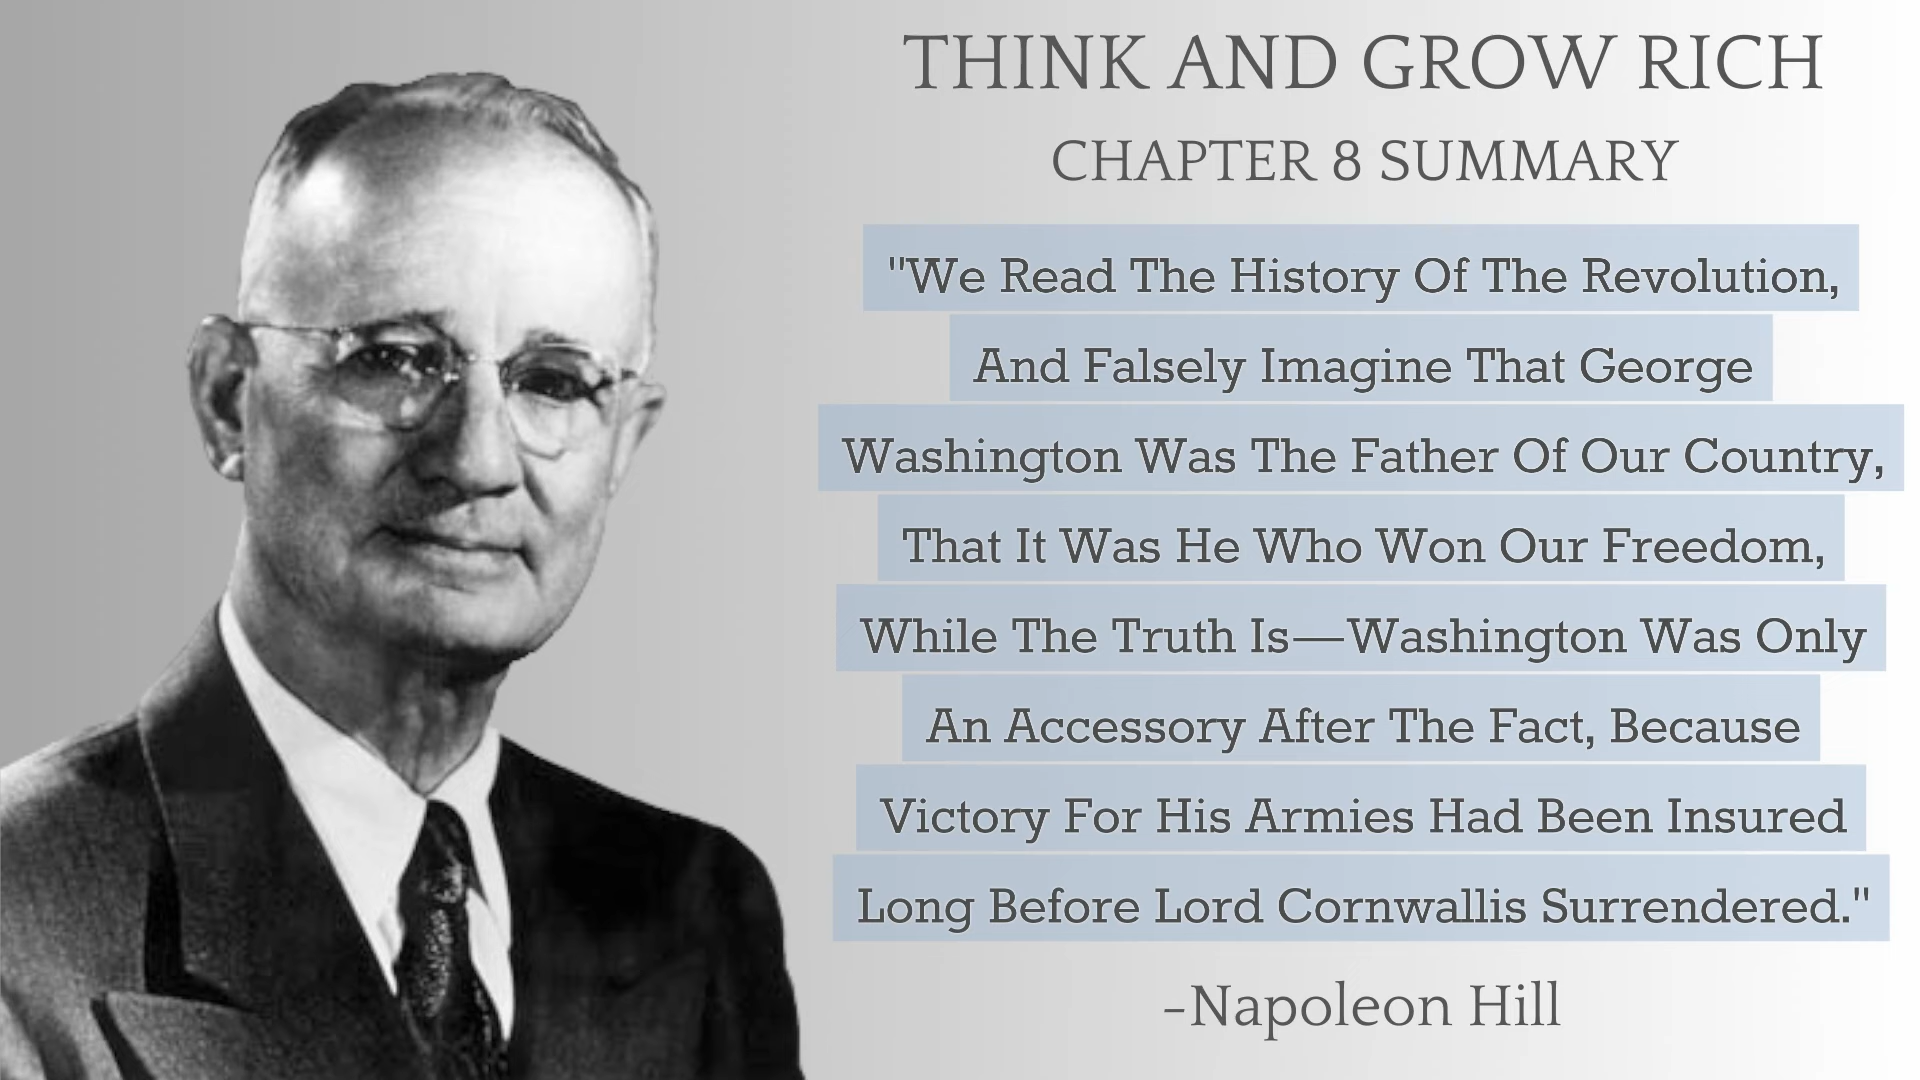 THINK AND GROW RICH
CHAPTER 8 SUMMARY
"We Read The History Of The Revolution,
And Falsely Imagine That George
Washington Was The Father Of Our Country,
That It Was He Who Won Our Freedom,
While The Truth Is—Washington Was Only
An Accessory After The Fact, Because
Victory For His Armies Had Been Insured
Long Before Lord Cornwallis Surrendered."
-Napoleon Hill